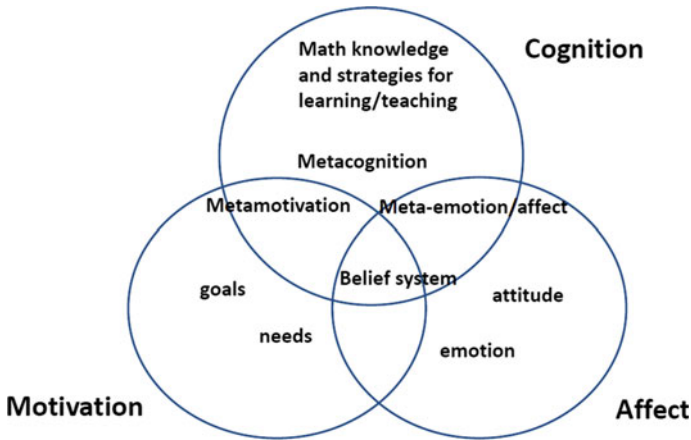 Math knowledge
and strategies for
learning/teaching
Cognition
Metacognition
Metamotivation
Meta-emotion/affect
Belief system
goals
attitude
needs
emotion
Motivation
Affect